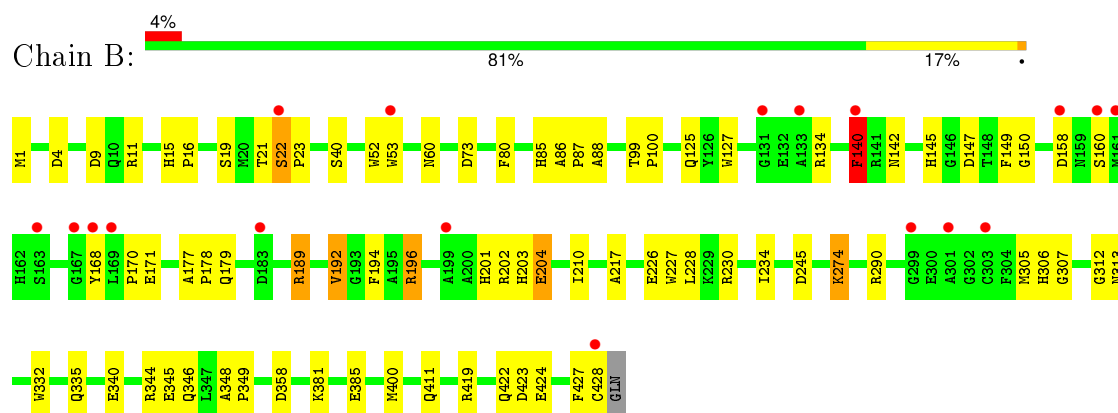 4%
Chain B:
81% 17% •
M1 D4 D9 Q10 R11 H15 P16 S19 M20 T21 S22 P23 S40 W52 W53 N60 D73 F80 H85 A86 P87 A88 T99 P100 Q125 Y126 W127 G131 E132 A133 R134 F140 R141 N142 H145 G146 D147 T148 F149 G150 D158 N159 S160 M161
H162 S163 G167 Y168 L169 P170 E171 A177 P178 Q179 D183 R189 V192 G193 F194 A195 R196 A199 A200 H201 R202 H203 E204 I210 A217 E226 W227 L228 K229 R230 I234 D245 K274 R290 G299 E300 A301 G302 C303 F304 M305 H306 G307 G312 N313
W332 Q335 E340 R344 E345 Q346 L347 A348 P349 D358 K381 E385 M400 Q411 R419 Q422 D423 E424 F427 C428 GLN